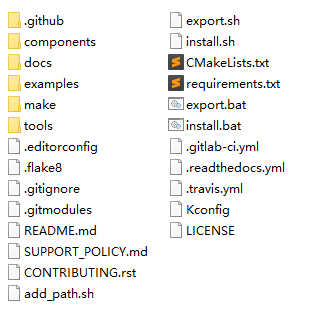 .github
components
docs
examples
make
tools
.editorconfig
.flake8
.gitignore
.gitmodules
README.md
SUPPORT_POLICY.md
CONTRIBUTING.rst
add_path.sh
export.sh
install.sh
CMakeLists.txt
requirements.txt
export.bat
install.bat
.gitlab-ci.yml
.readthedocs.yml
.travis.yml
Kconfig
LICENSE